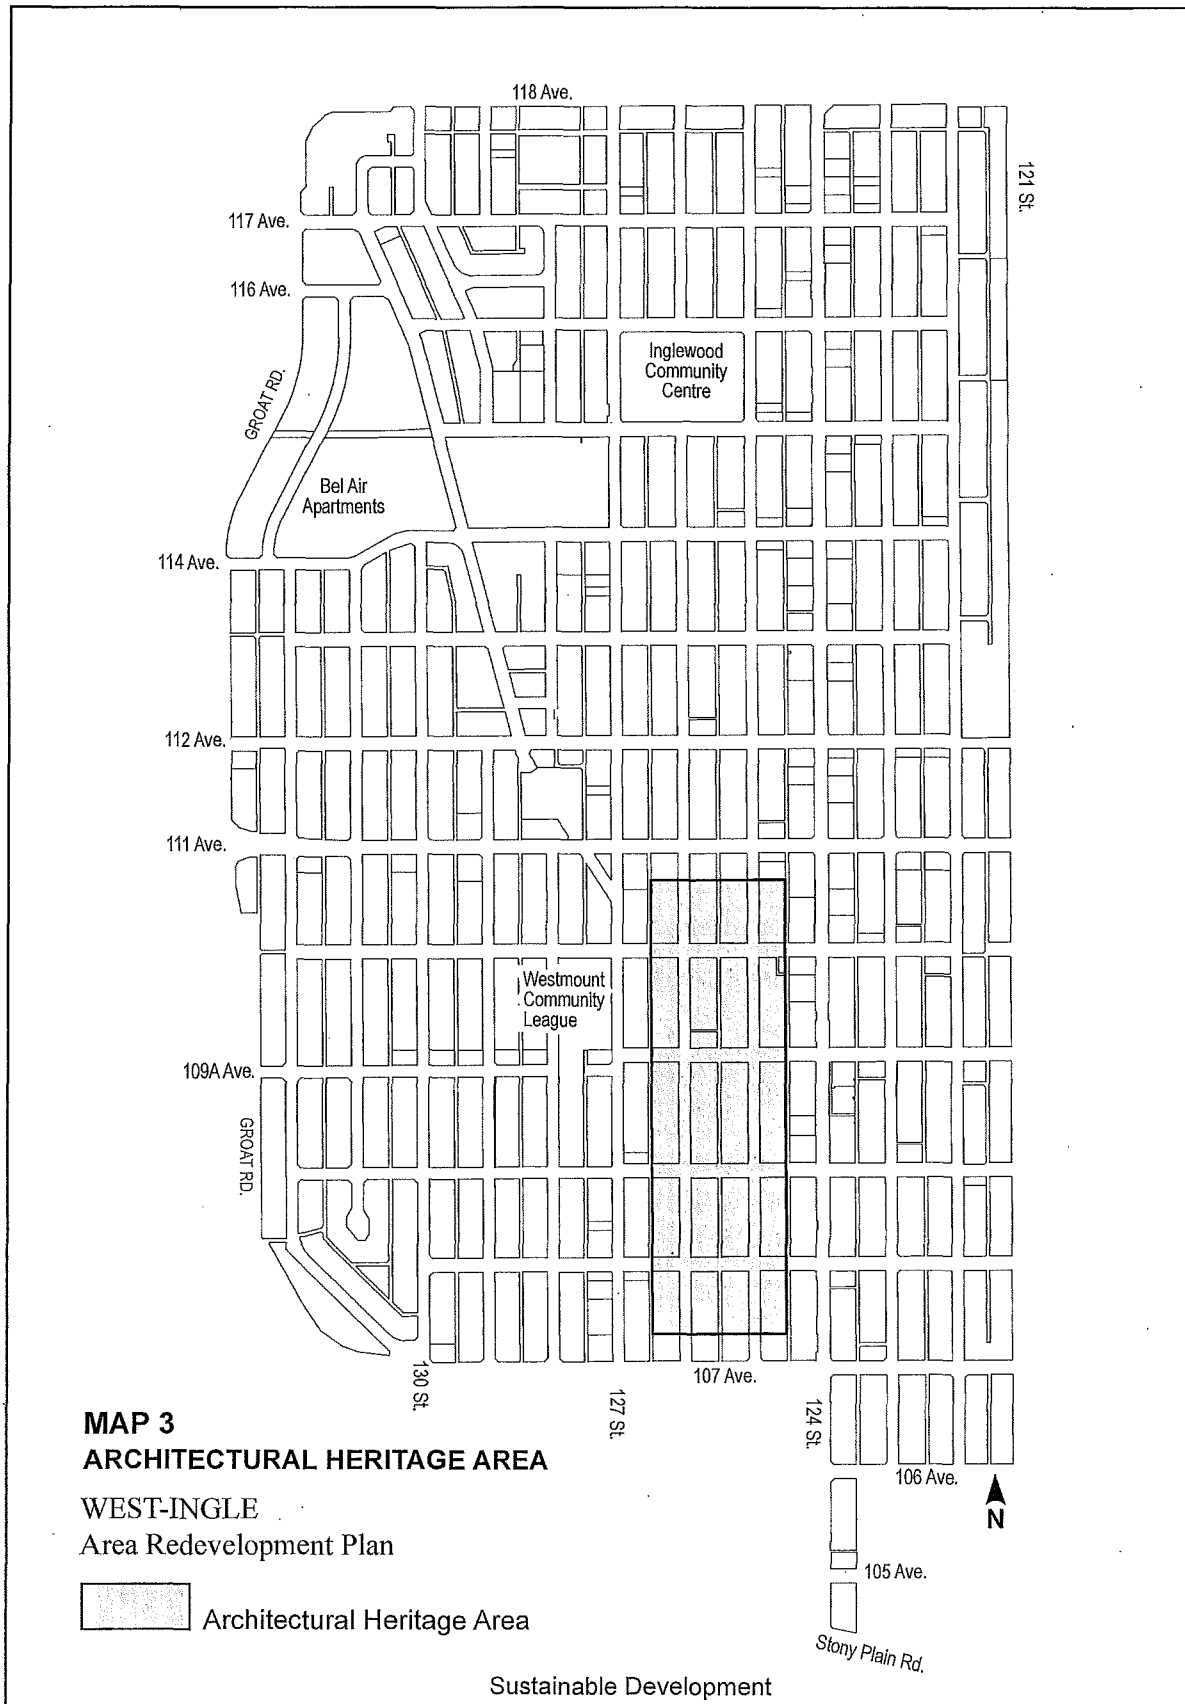 118 Ave.
121 St.
117 Ave.
116 Ave.
Inglewood
Community
Centre
GROAT RD.
Bel Air
Apartments
114 Ave.
112 Ave.
111 Ave.
Westmount
Community
League
109A Ave.
GROAT RD.
130 St.
127 St.
107 Ave.
124 St.
MAP 3
ARCHITECTURAL HERITAGE AREA
106 Ave.
N
WEST-INGLE
Area Redevelopment Plan
105 Ave.
Architectural Heritage Area
Stony Plain Rd.
Sustainable Development